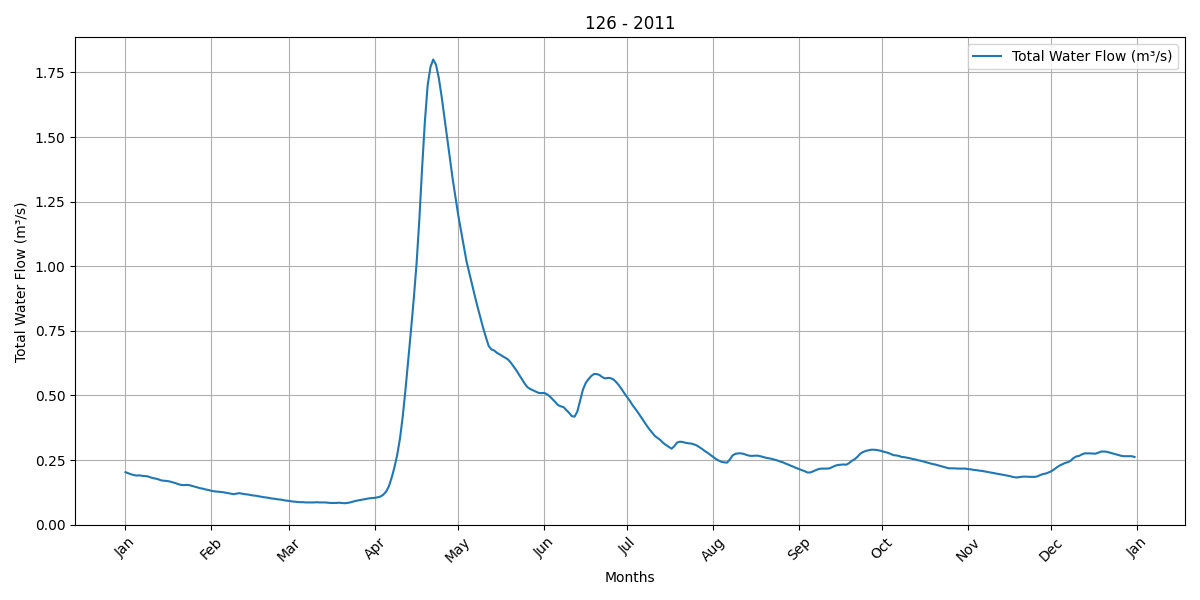 126 - 2011
Total Water Flow (m³/s)
Total Water Flow (m³/s)
1.75
1.50
1.25
1.00
0.75
0.50
0.25
0.00
Jan Feb Mar Apr May Jun Jul Aug Sep Oct Nov Dec Jan
Months